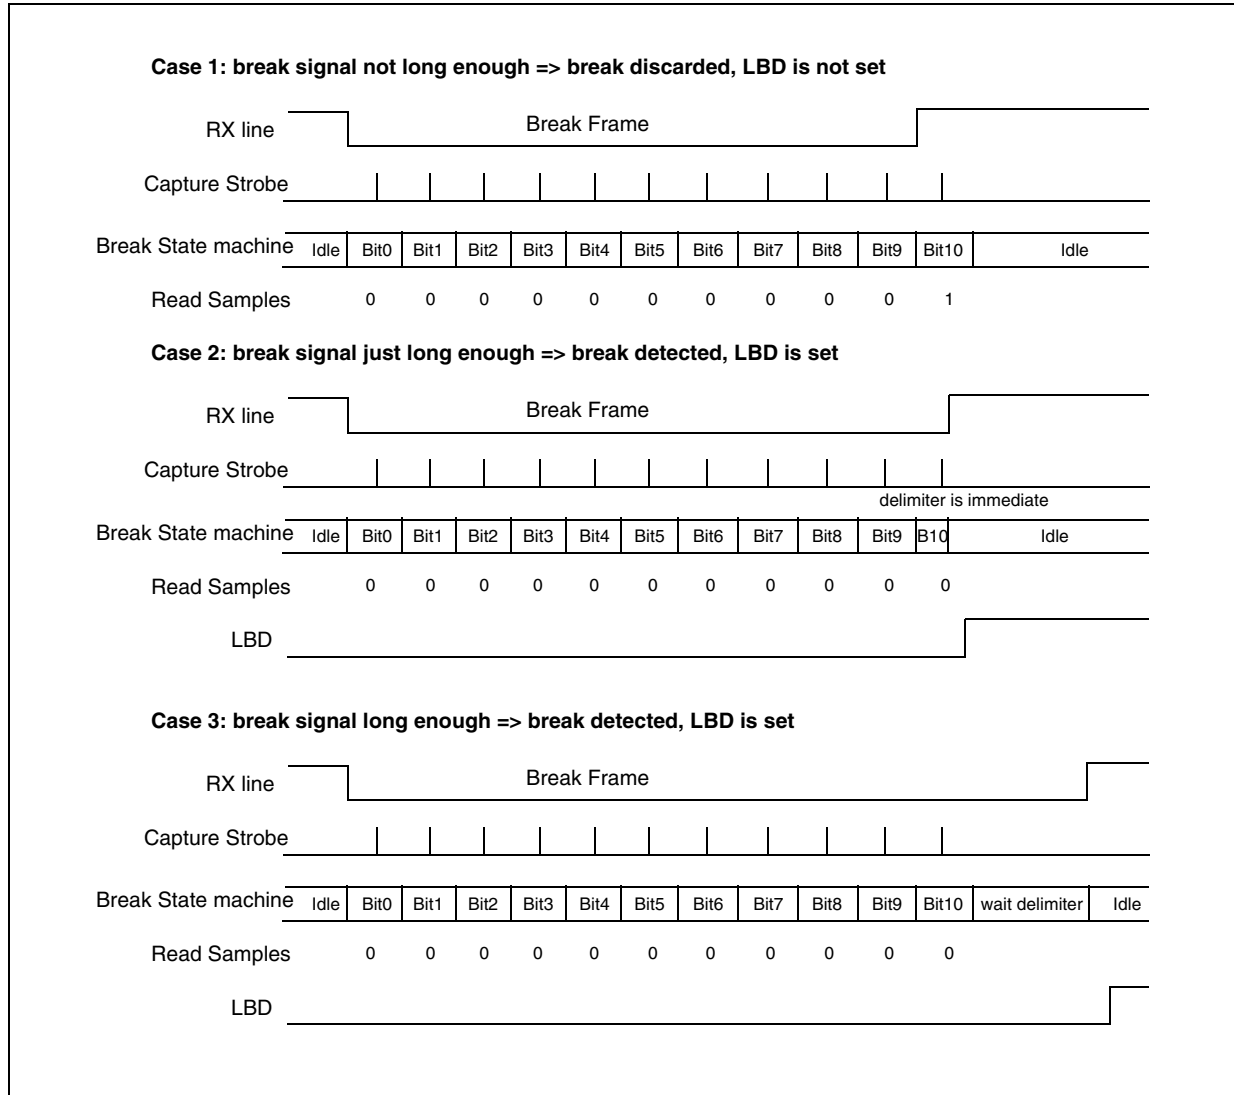 Case 1: break signal not long enough => break discarded, LBD is not set
RX line Break Frame
Capture Strobe
Break State machine Idle Bit0 Bit1 Bit2 Bit3 Bit4 Bit5 Bit6 Bit7 Bit8 Bit9 Bit10 Idle
Read Samples 0 0 0 0 0 0 0 0 0 0 1
Case 2: break signal just long enough => break detected, LBD is set
RX line Break Frame
Capture Strobe
delimiter is immediate
Break State machine Idle Bit0 Bit1 Bit2 Bit3 Bit4 Bit5 Bit6 Bit7 Bit8 Bit9 B10 Idle
Read Samples 0 0 0 0 0 0 0 0 0 0 0
LBD
Case 3: break signal long enough => break detected, LBD is set
RX line Break Frame
Capture Strobe
Break State machine Idle Bit0 Bit1 Bit2 Bit3 Bit4 Bit5 Bit6 Bit7 Bit8 Bit9 Bit10 wait delimiter Idle
Read Samples 0 0 0 0 0 0 0 0 0 0 0
LBD